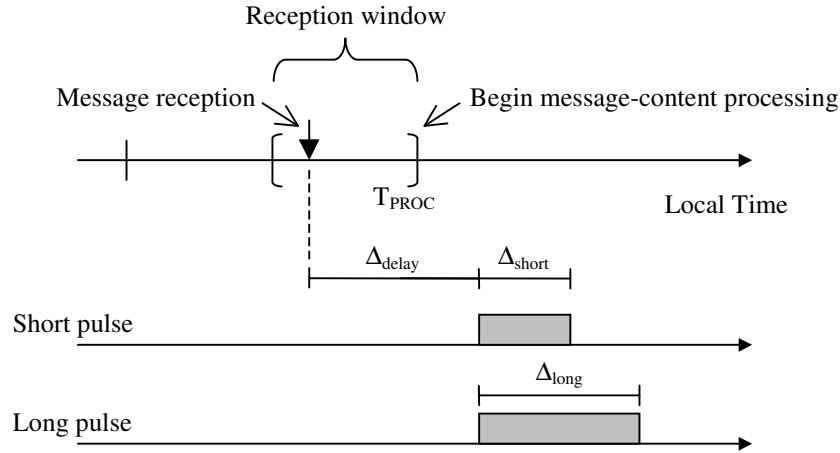 Reception window
Message reception
Begin message-content processing
T_PROC
Local Time
Δ_delay
Δ_short
Short pulse
Δ_long
Long pulse